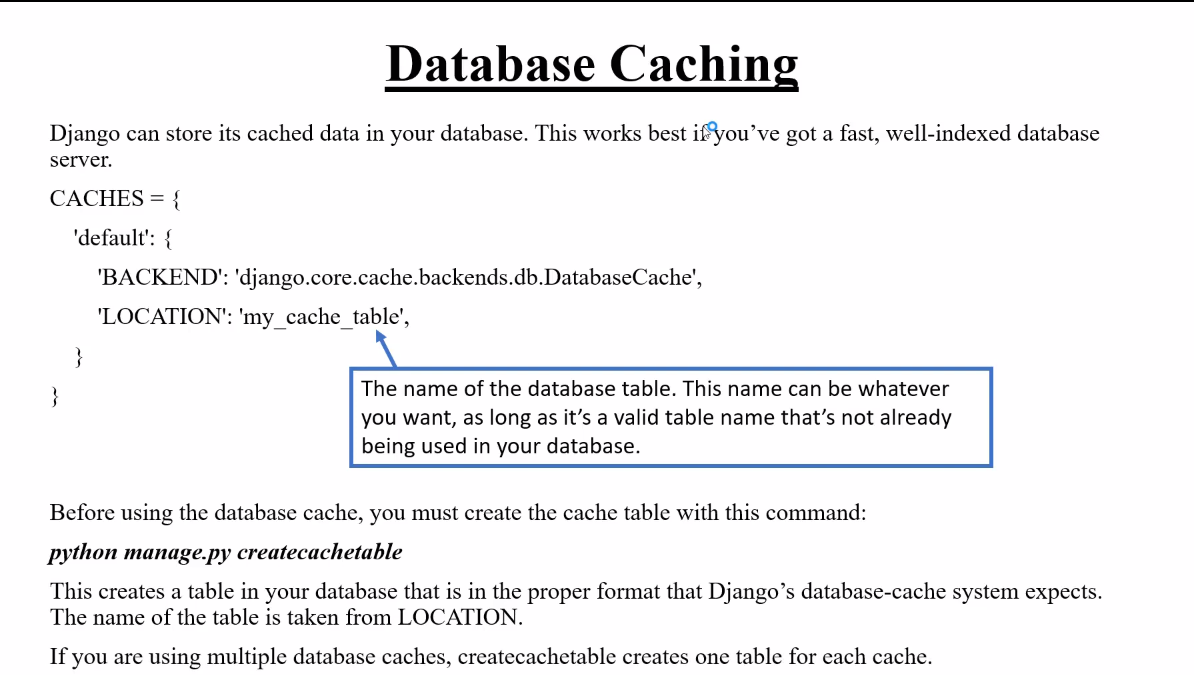 Database Caching
Django can store its cached data in your database. This works best if you’ve got a fast, well-indexed database
server.
CACHES = {
'default': {
'BACKEND': 'django.core.cache.backends.db.DatabaseCache',
'LOCATION': 'my_cache_table',
}
}
The name of the database table. This name can be whatever
you want, as long as it’s a valid table name that’s not already
being used in your database.
Before using the database cache, you must create the cache table with this command:
python manage.py createcachetable
This creates a table in your database that is in the proper format that Django’s database-cache system expects.
The name of the table is taken from LOCATION.
If you are using multiple database caches, createcachetable creates one table for each cache.